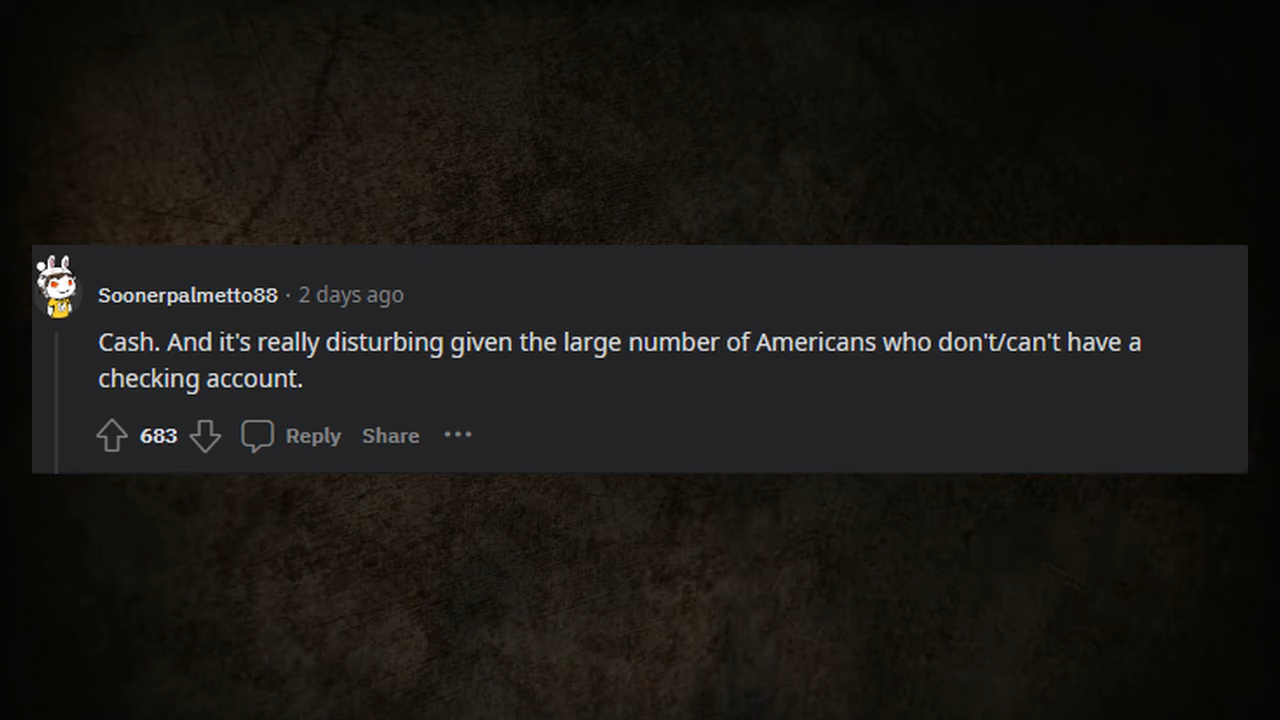 Soonerpalmetto88 · 2 days ago
Cash. And it's really disturbing given the large number of Americans who don't/can't have a
checking account.
683 Reply Share ···